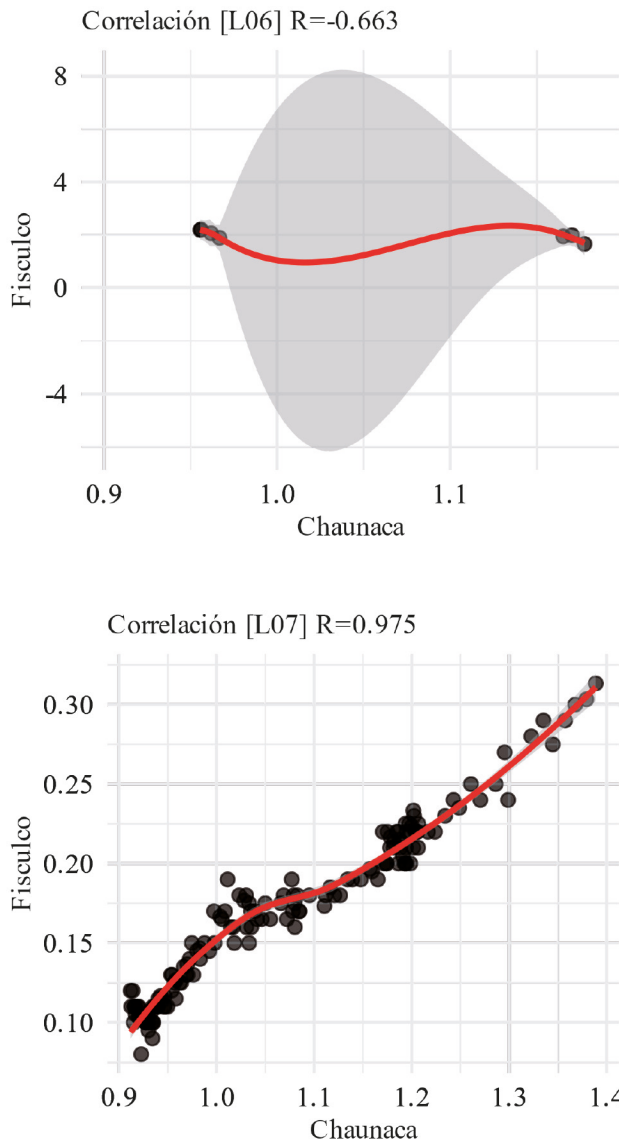 Correlación [L06] R=-0.663
8
4
0
-4
Fisculco
0.9 1.0 1.1
Chaunaca
Correlación [L07] R=0.975
0.30
0.25
0.20
0.15
0.10
Fisculco
0.9 1.0 1.1 1.2 1.3 1.4
Chaunaca